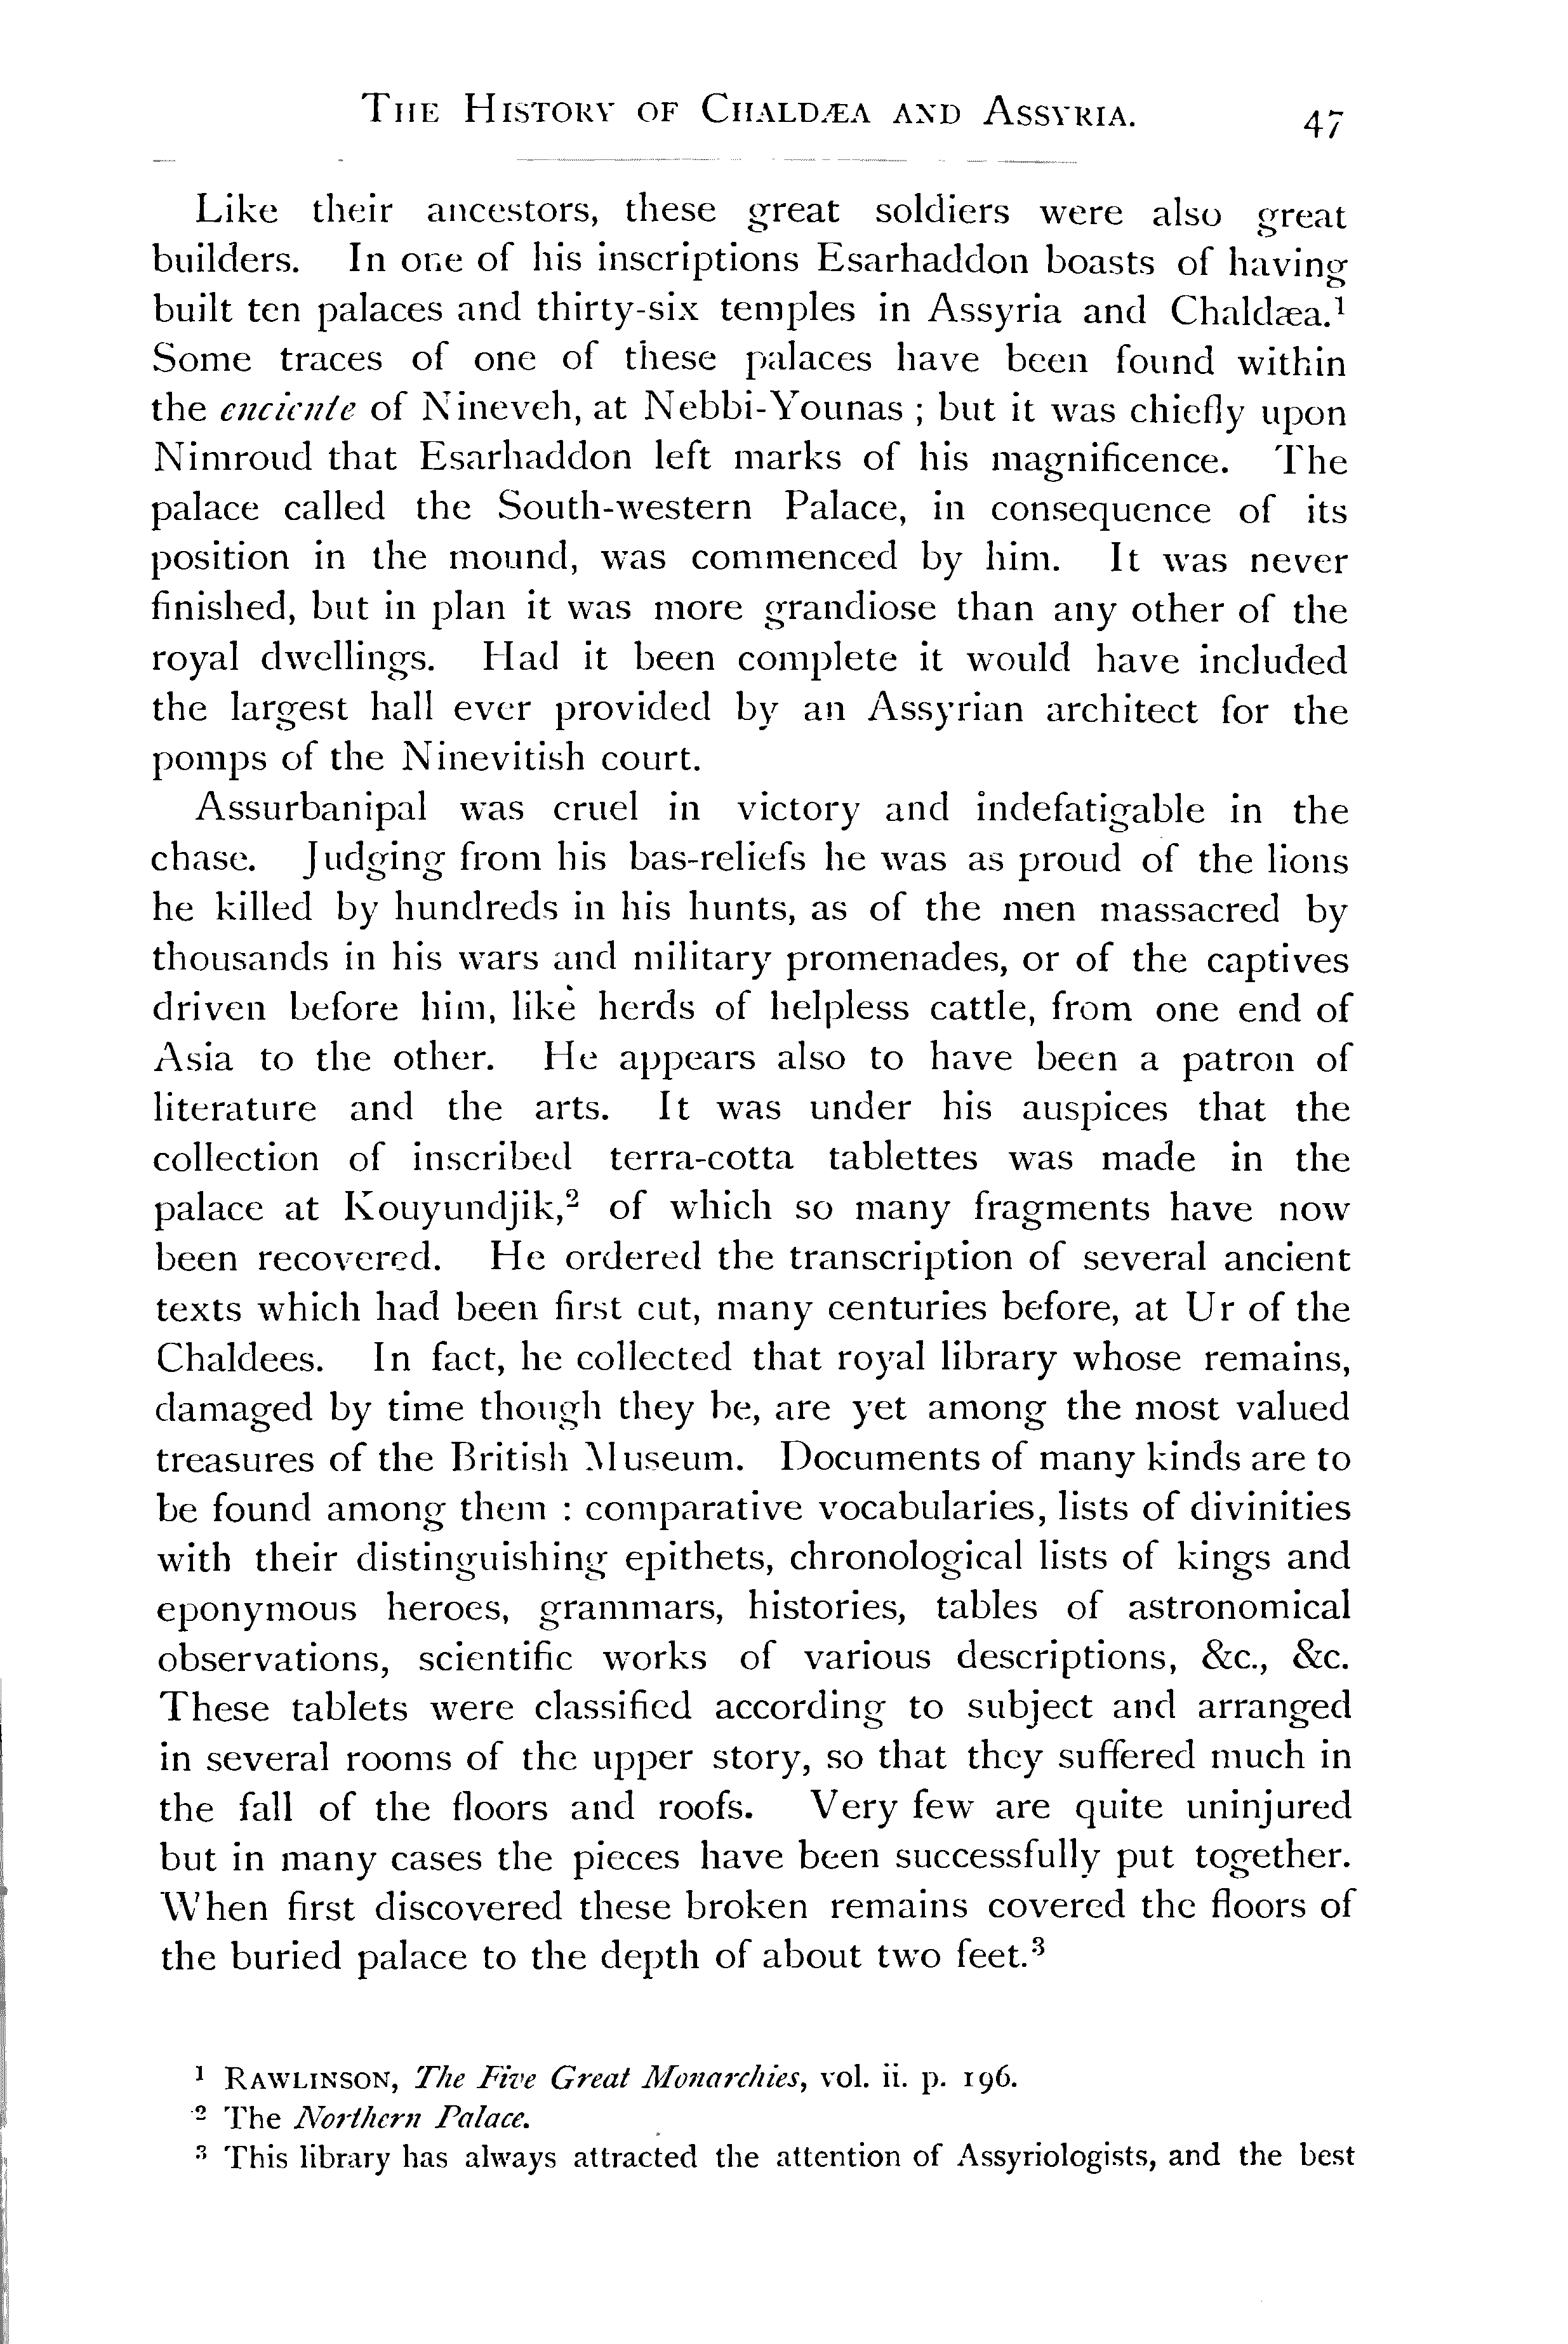 THE HISTORY OF CHALDÆA AND ASSYRIA. 47
Like their ancestors, these great soldiers were also great
builders. In one of his inscriptions Esarhaddon boasts of having
built ten palaces and thirty-six temples in Assyria and Chaldæa.¹
Some traces of one of these palaces have been found within
the enciente of Nineveh, at Nebbi-Younas ; but it was chiefly upon
Nimroud that Esarhaddon left marks of his magnificence. The
palace called the South-western Palace, in consequence of its
position in the mound, was commenced by him. It was never
finished, but in plan it was more grandiose than any other of the
royal dwellings. Had it been complete it would have included
the largest hall ever provided by an Assyrian architect for the
pomps of the Ninevitish court.
Assurbanipal was cruel in victory and indefatigable in the
chase. Judging from his bas-reliefs he was as proud of the lions
he killed by hundreds in his hunts, as of the men massacred by
thousands in his wars and military promenades, or of the captives
driven before him, like herds of helpless cattle, from one end of
Asia to the other. He appears also to have been a patron of
literature and the arts. It was under his auspices that the
collection of inscribed terra-cotta tablettes was made in the
palace at Kouyundjik,² of which so many fragments have now
been recovered. He ordered the transcription of several ancient
texts which had been first cut, many centuries before, at Ur of the
Chaldees. In fact, he collected that royal library whose remains,
damaged by time though they be, are yet among the most valued
treasures of the British Museum. Documents of many kinds are to
be found among them : comparative vocabularies, lists of divinities
with their distinguishing epithets, chronological lists of kings and
eponymous heroes, grammars, histories, tables of astronomical
observations, scientific works of various descriptions, &c., &c.
These tablets were classified according to subject and arranged
in several rooms of the upper story, so that they suffered much in
the fall of the floors and roofs. Very few are quite uninjured
but in many cases the pieces have been successfully put together.
When first discovered these broken remains covered the floors of
the buried palace to the depth of about two feet.³
¹ RAWLINSON, The Five Great Monarchies, vol. ii. p. 196.
² The Northern Palace.
³ This library has always attracted the attention of Assyriologists, and the best